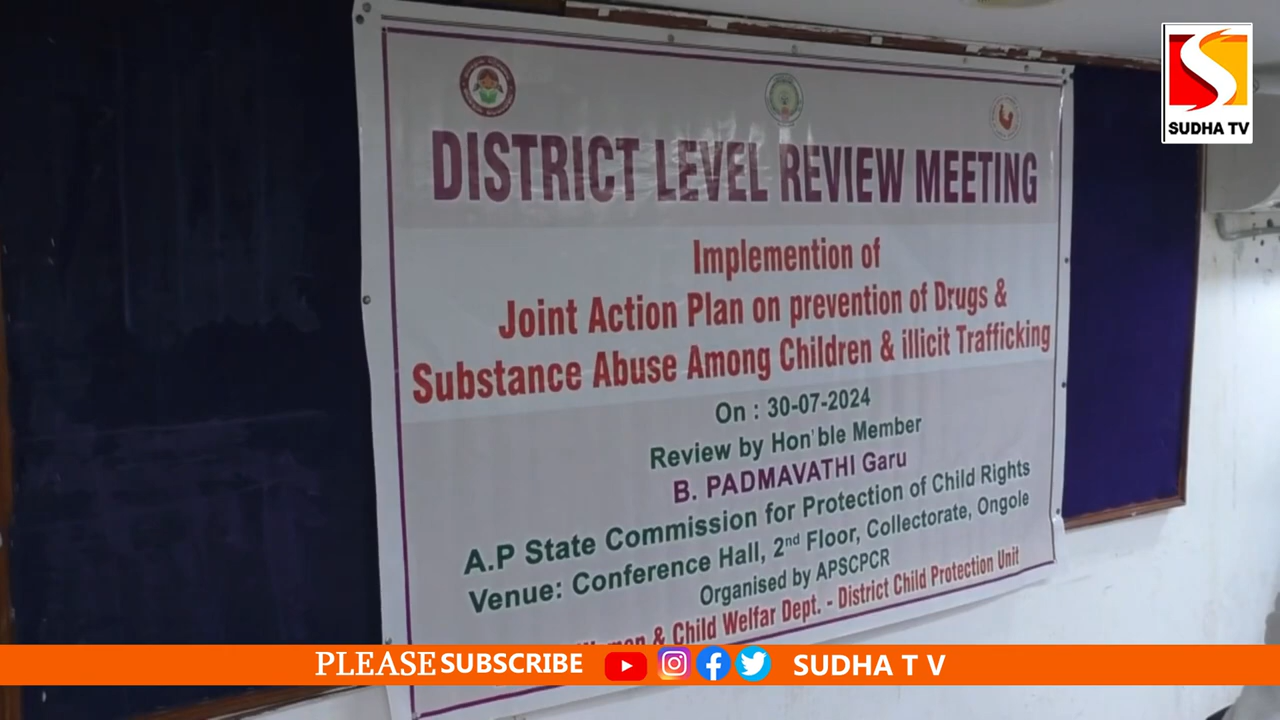 SUDHA TV
DISTRICT LEVEL REVIEW MEETING
Implemention of
Joint Action Plan on prevention of Drugs &
Substance Abuse Among Children & illicit Trafficking
On : 30-07-2024
Review by Hon'ble Member
B. PADMAVATHI Garu
A.P State Commission for Protection of Child Rights
Venue: Conference Hall, 2nd Floor, Collectorate, Ongole
Organised by APSCPCR
& Child Welfar Dept. - District Child Protection Unit
PLEASE SUBSCRIBE SUDHA T V